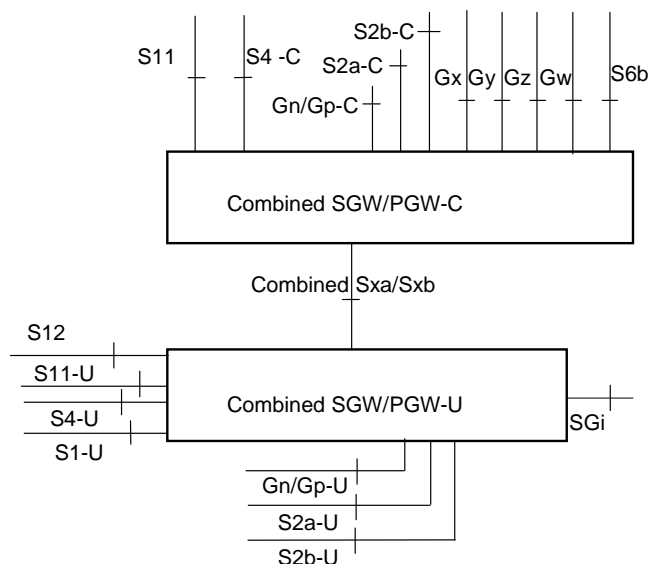 S2b-C
S11
S4 -C
S2a-C
Gx Gy Gz Gw S6b
Gn/Gp-C
Combined SGW/PGW-C
Combined Sxa/Sxb
S12
S11-U
Combined SGW/PGW-U
S4-U
SGi
S1-U
Gn/Gp-U
S2a-U
S2b-U